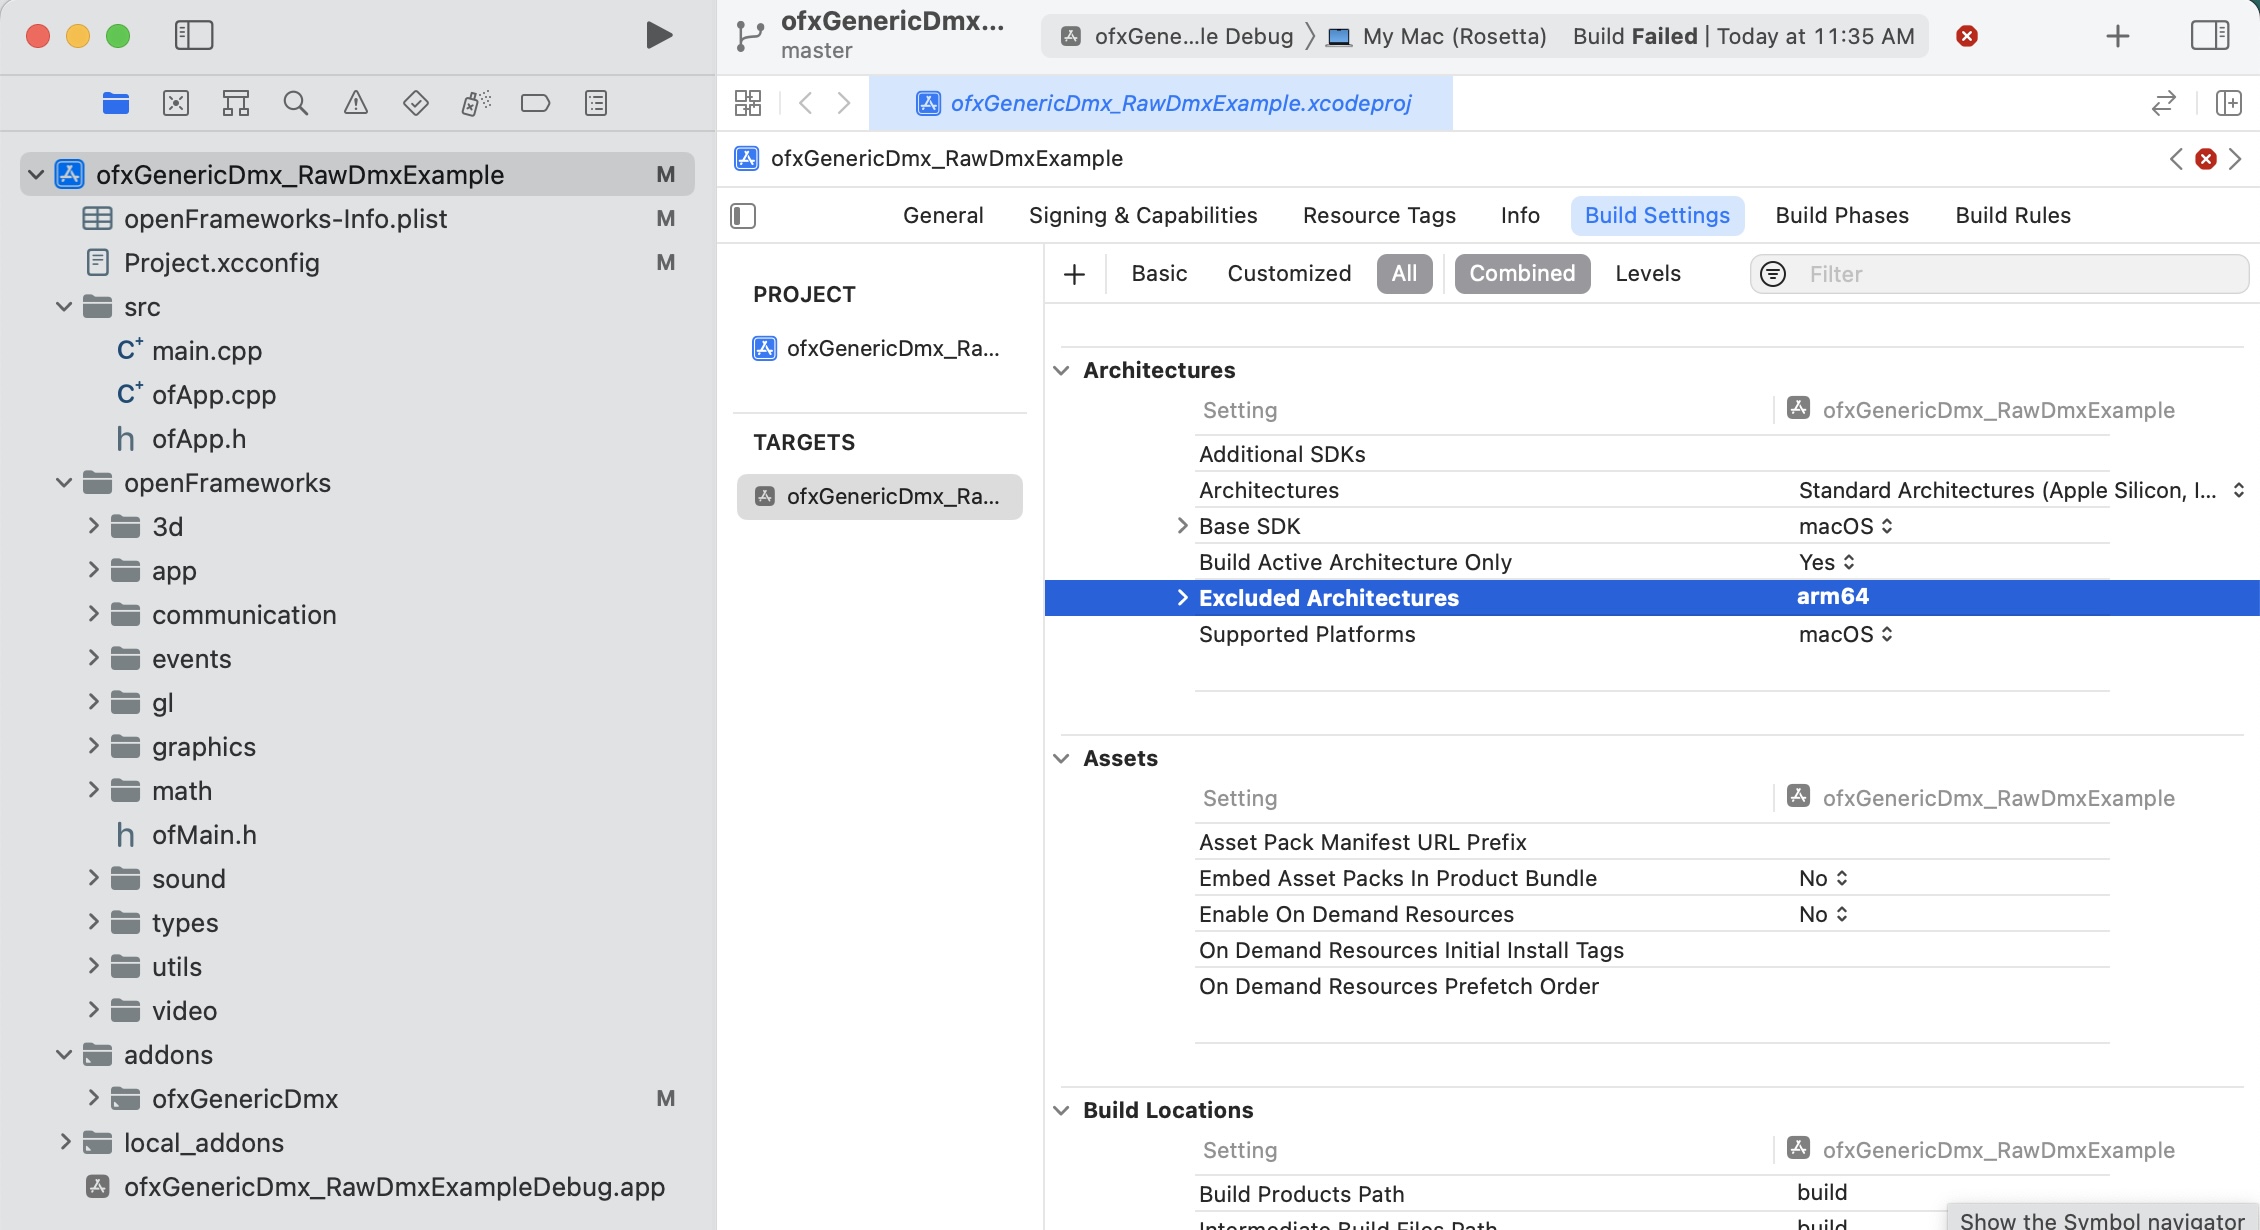 ofxGenericDmx...
master
ofxGene...le Debug
My Mac (Rosetta)
Build Failed | Today at 11:35 AM
ofxGenericDmx_RawDmxExample.xcodeproj
ofxGenericDmx_RawDmxExample M
openFrameworks-Info.plist M
Project.xcconfig M
src
C+ main.cpp
C+ ofApp.cpp
h ofApp.h
openFrameworks
3d
app
communication
events
gl
graphics
math
h ofMain.h
sound
types
utils
video
addons
ofxGenericDmx M
local_addons
ofxGenericDmx_RawDmxExampleDebug.app
ofxGenericDmx_RawDmxExample
General Signing & Capabilities Resource Tags Info Build Settings Build Phases Build Rules
PROJECT
ofxGenericDmx_Ra...
TARGETS
ofxGenericDmx_Ra...
+ Basic Customized All Combined Levels Filter
Architectures
Setting ofxGenericDmx_RawDmxExample
Additional SDKs
Architectures Standard Architectures (Apple Silicon, I...
Base SDK macOS
Build Active Architecture Only Yes
Excluded Architectures arm64
Supported Platforms macOS
Assets
Setting ofxGenericDmx_RawDmxExample
Asset Pack Manifest URL Prefix
Embed Asset Packs In Product Bundle No
Enable On Demand Resources No
On Demand Resources Initial Install Tags
On Demand Resources Prefetch Order
Build Locations
Setting ofxGenericDmx_RawDmxExample
Build Products Path build
Intermediate Build Files Path build
Show the Symbol navigator